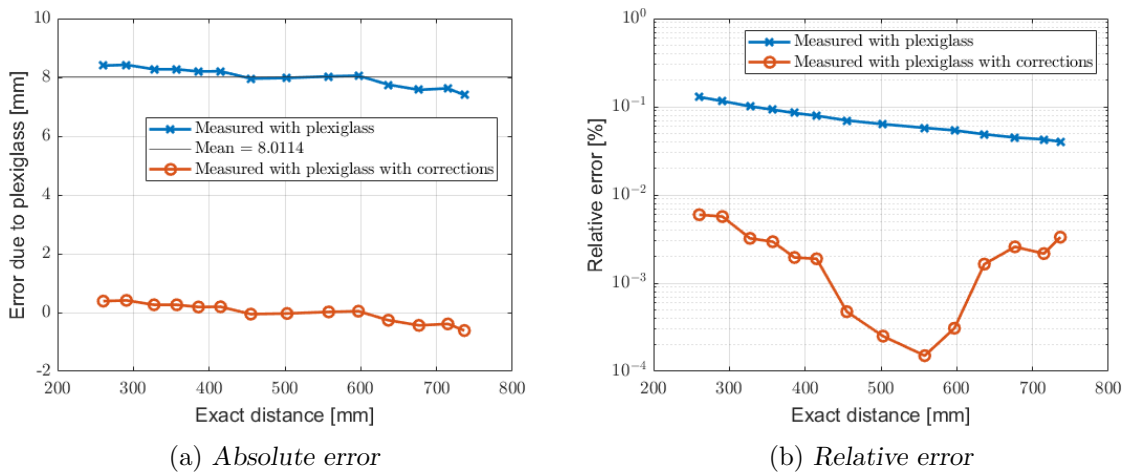 10
8
6
4
2
0
-2
Error due to plexiglass [mm]
Measured with plexiglass
Mean = 8.0114
Measured with plexiglass with corrections
200 300 400 500 600 700 800
Exact distance [mm]
(a) Absolute error
10^0
10^-1
10^-2
10^-3
10^-4
Relative error [%]
Measured with plexiglass
Measured with plexiglass with corrections
200 300 400 500 600 700 800
Exact distance [mm]
(b) Relative error